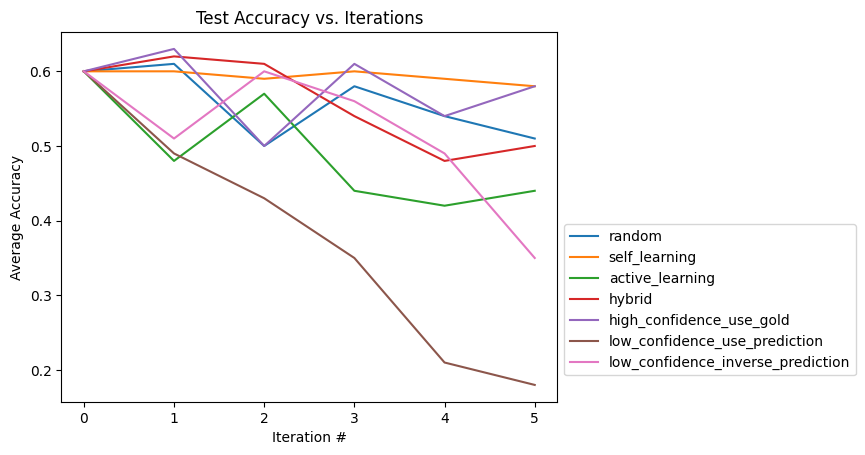 Test Accuracy vs. Iterations
Average Accuracy
0.6
0.5
0.4
0.3
0.2
0 1 2 3 4 5
Iteration #
random
self_learning
active_learning
hybrid
high_confidence_use_gold
low_confidence_use_prediction
low_confidence_inverse_prediction